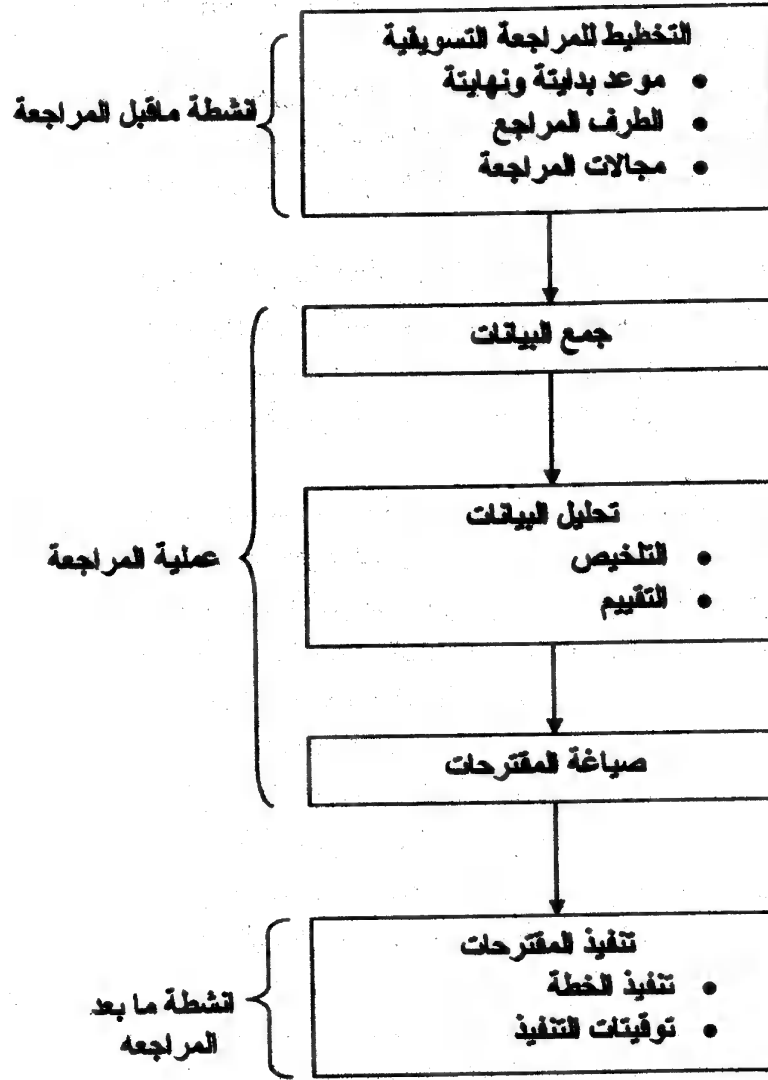 التخطيط للمراجعة التسويقية
• موعد بدايتة ونهايتة
• الطرف المراجع
• مجالات المراجعة
انشطة ماقبل المراجعة
جمع البيانات
تحليل البيانات
• التلخيص
• التقييم
عملية المراجعة
صياغة المقترحات
تنفيذ المقترحات
• تنفيذ الخطة
• توقيتات التنفيذ
انشطة ما بعد
المراجعه